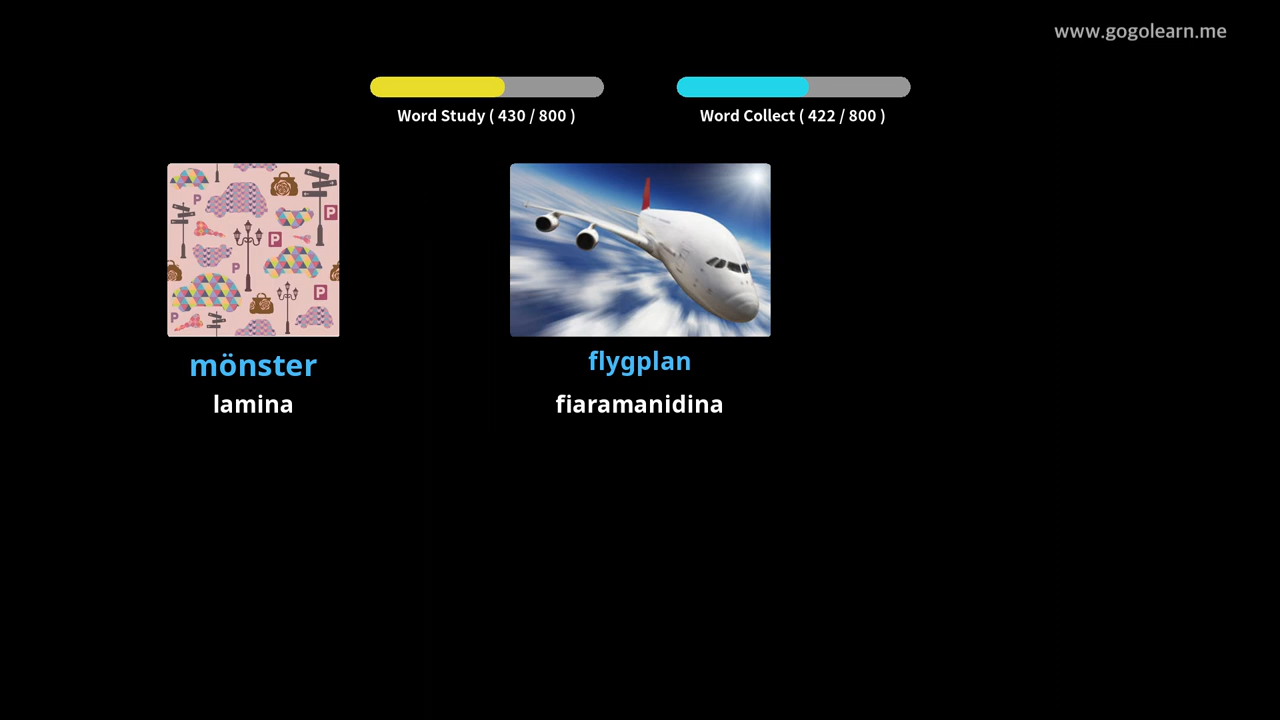 www.gogolearn.me
Word Study ( 430 / 800 )
Word Collect ( 422 / 800 )
P
P
P
P
P
P
mönster
flygplan
lamina
fiaramanidina